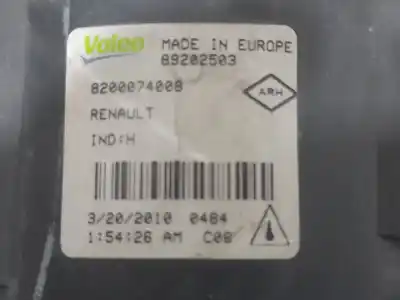 Valeo MADE IN EUROPE
89202503
8200074008
ARH
RENAULT
IND:H
3/20/2010 0484
1:54:26 AM C08